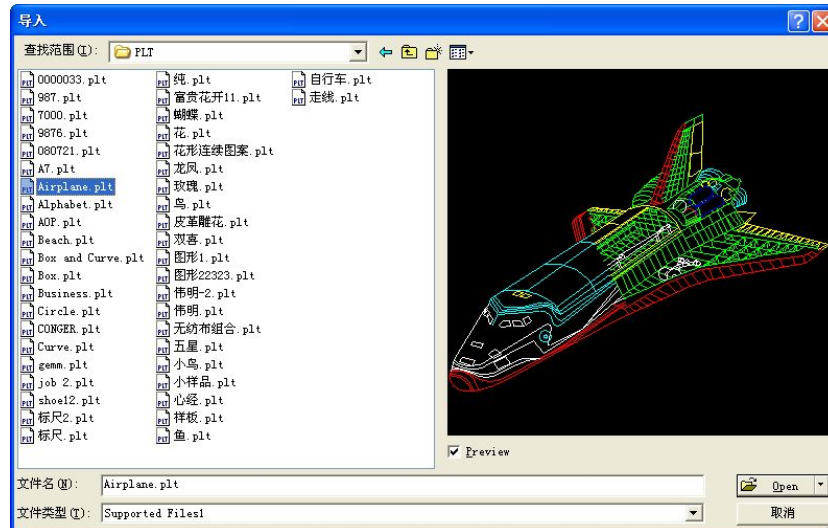 导入
查找范围(I): PLT
0000033.plt
987.plt
7000.plt
9876.plt
080721.plt
A7.plt
Airplane.plt
Alphabet.plt
AOP.plt
Beach.plt
Box and Curve.plt
Box.plt
Business.plt
Circle.plt
CONGER.plt
Curve.plt
gemm.plt
job 2.plt
shoe12.plt
标尺2.plt
标尺.plt
纯.plt
富贵花开11.plt
蝴蝶.plt
花.plt
花形连续图案.plt
龙凤.plt
玫瑰.plt
鸟.plt
皮革雕花.plt
双喜.plt
图形1.plt
图形22323.plt
伟明-2.plt
伟明.plt
无纺布组合.plt
五星.plt
小鸟.plt
小样品.plt
心经.plt
样板.plt
鱼.plt
自行车.plt
走线.plt
Preview
文件名(N): Airplane.plt
Open
文件类型(T): Supported Files1
取消